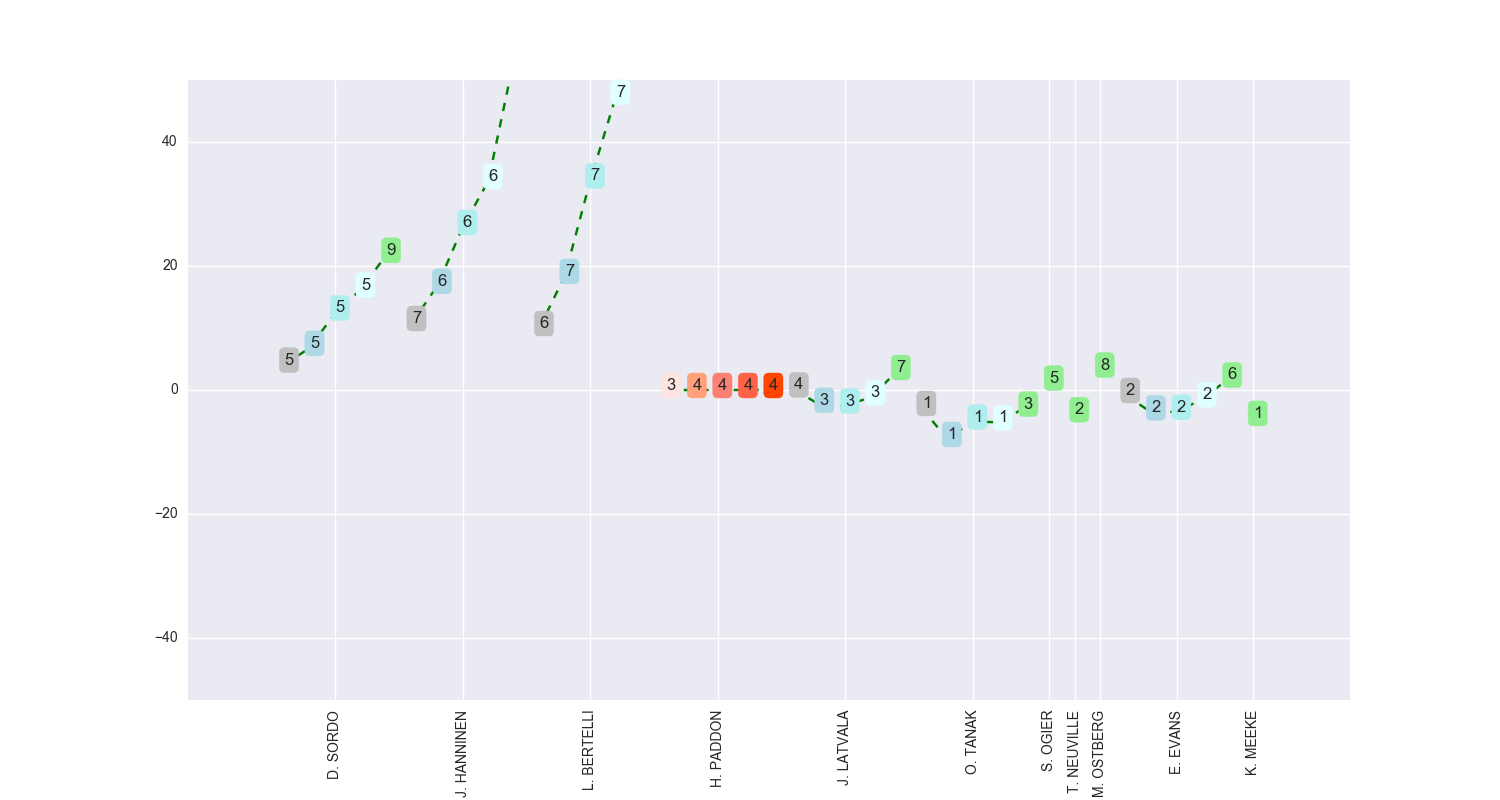 40
20
0
−20
−40
5 5 5 5 9
7 6 6 6
6 7 7 7
3 4 4 4 4
4 3 3 3 7
1 1 1 1 3
5
2
8
2 2 2 2 6
1
D. SORDO
J. HANNINEN
L. BERTELLI
H. PADDON
J. LATVALA
O. TANAK
S. OGIER
T. NEUVILLE
M. OSTBERG
E. EVANS
K. MEEKE